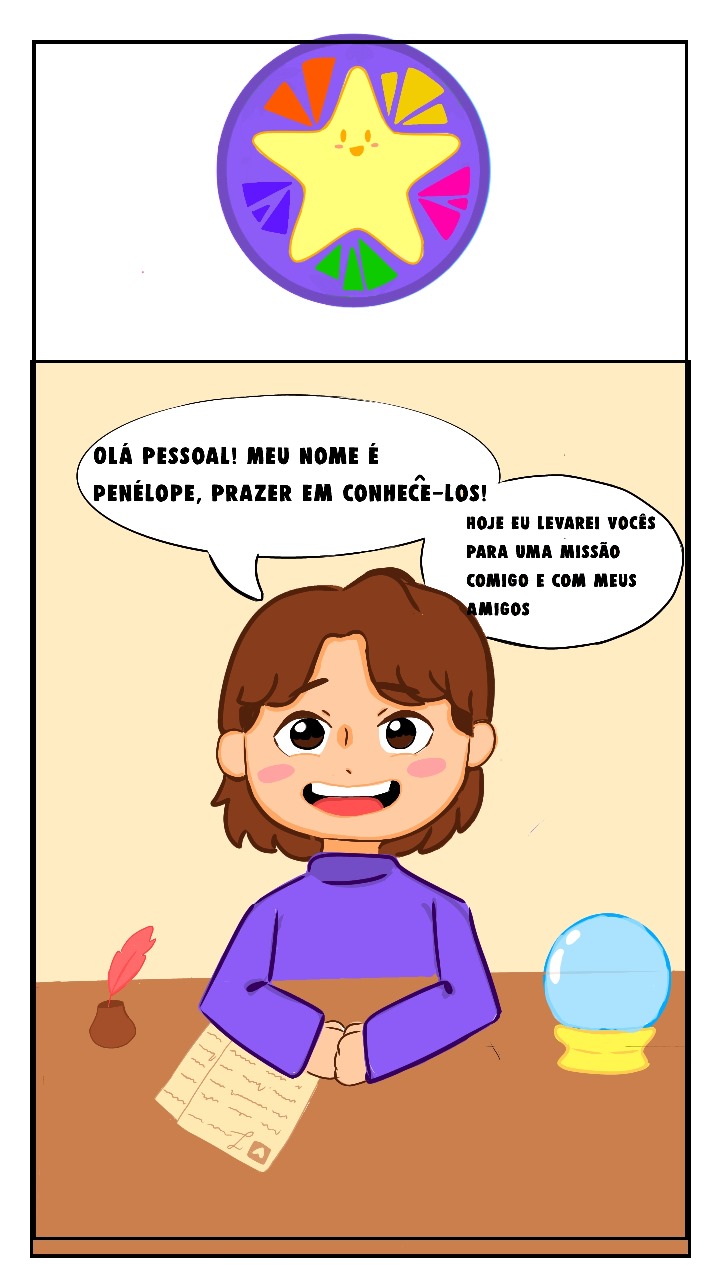 OLÁ PESSOAL! MEU NOME É
PENÉLOPE, PRAZER EM CONHECÊ-LOS!
HOJE EU LEVAREI VOCÊS
PARA UMA MISSÃO
COMIGO E COM MEUS
AMIGOS